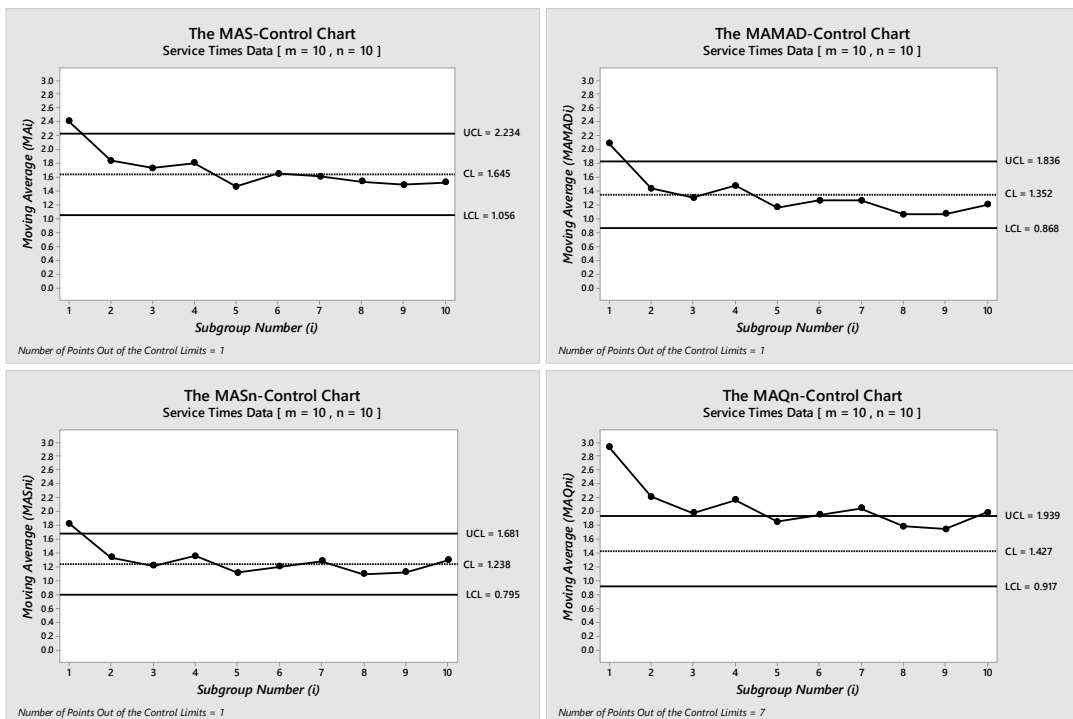 The MAS-Control Chart
Service Times Data [ m = 10 , n = 10 ]
Moving Average (MAi)
3.0
2.8
2.6
2.4
2.2
2.0
1.8
1.6
1.4
1.2
1.0
0.8
0.6
0.4
0.2
0.0
UCL = 2.234
CL = 1.645
LCL = 1.056
1 2 3 4 5 6 7 8 9 10
Subgroup Number (i)
Number of Points Out of the Control Limits = 1
The MAMAD-Control Chart
Service Times Data [ m = 10 , n = 10 ]
Moving Average (MAMADi)
3.0
2.8
2.6
2.4
2.2
2.0
1.8
1.6
1.4
1.2
1.0
0.8
0.6
0.4
0.2
0.0
UCL = 1.836
CL = 1.352
LCL = 0.868
1 2 3 4 5 6 7 8 9 10
Subgroup Number (i)
Number of Points Out of the Control Limits = 1
The MASn-Control Chart
Service Times Data [ m = 10 , n = 10 ]
Moving Average (MASni)
3.0
2.8
2.6
2.4
2.2
2.0
1.8
1.6
1.4
1.2
1.0
0.8
0.6
0.4
0.2
0.0
UCL = 1.681
CL = 1.238
LCL = 0.795
1 2 3 4 5 6 7 8 9 10
Subgroup Number (i)
Number of Points Out of the Control Limits = 1
The MAQn-Control Chart
Service Times Data [ m = 10 , n = 10 ]
Moving Average (MAQni)
3.0
2.8
2.6
2.4
2.2
2.0
1.8
1.6
1.4
1.2
1.0
0.8
0.6
0.4
0.2
0.0
UCL = 1.939
CL = 1.427
LCL = 0.917
1 2 3 4 5 6 7 8 9 10
Subgroup Number (i)
Number of Points Out of the Control Limits = 7